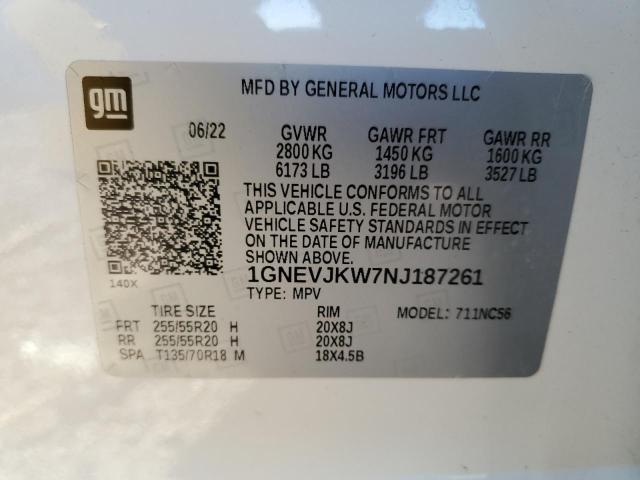 gm
MFD BY GENERAL MOTORS LLC
06/22 GVWR GAWR FRT GAWR RR
2800 KG 1450 KG 1600 KG
6173 LB 3196 LB 3527 LB
THIS VEHICLE CONFORMS TO ALL
APPLICABLE U.S. FEDERAL MOTOR
VEHICLE SAFETY STANDARDS IN EFFECT
ON THE DATE OF MANUFACTURE
SHOWN ABOVE.
140X 1GNEVJKW7NJ187261
TYPE: MPV
TIRE SIZE RIM MODEL: 711NC56
FRT 255/55R20 H 20X8J
RR 255/55R20 H 20X8J
SPA T135/70R18 M 18X4.5B